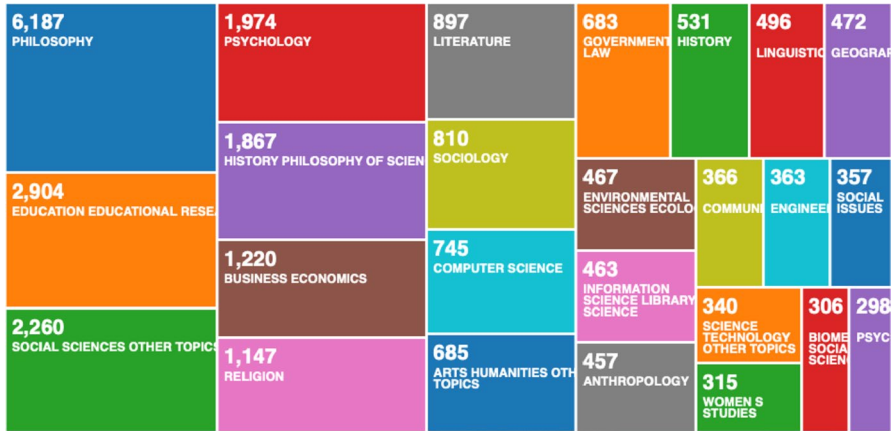 6,187
PHILOSOPHY
2,904
EDUCATION EDUCATIONAL RESE
2,260
SOCIAL SCIENCES OTHER TOPICS
1,974
PSYCHOLOGY
1,867
HISTORY PHILOSOPHY OF SCIEN
1,220
BUSINESS ECONOMICS
1,147
RELIGION
897
LITERATURE
810
SOCIOLOGY
745
COMPUTER SCIENCE
685
ARTS HUMANITIES OTH
TOPICS
683
GOVERNMENT
LAW
531
HISTORY
496
LINGUISTIC
472
GEOGRAP
467
ENVIRONMENTAL
SCIENCES ECOLO
463
INFORMATION
SCIENCE LIBRARY
SCIENCE
457
ANTHROPOLOGY
366
COMMUNI
363
ENGINEER
357
SOCIAL
ISSUES
340
SCIENCE
TECHNOLOGY
OTHER TOPICS
315
WOMEN S
STUDIES
306
BIOME
SOCIA
SCIEN
298
PSYC